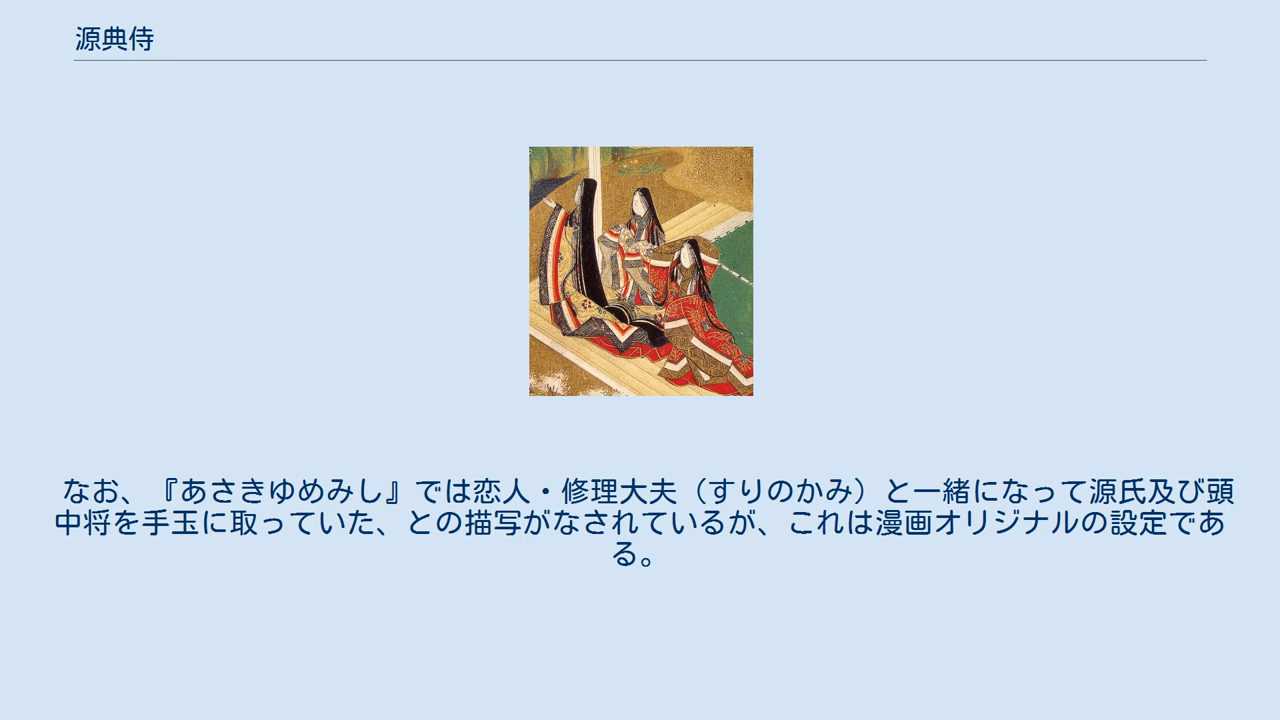 源典侍
なお、『あさきゆめみし』では恋人・修理大夫（すりのかみ）と一緒になって源氏及び頭
中将を手玉に取っていた、との描写がなされているが、これは漫画オリジナルの設定であ
る。